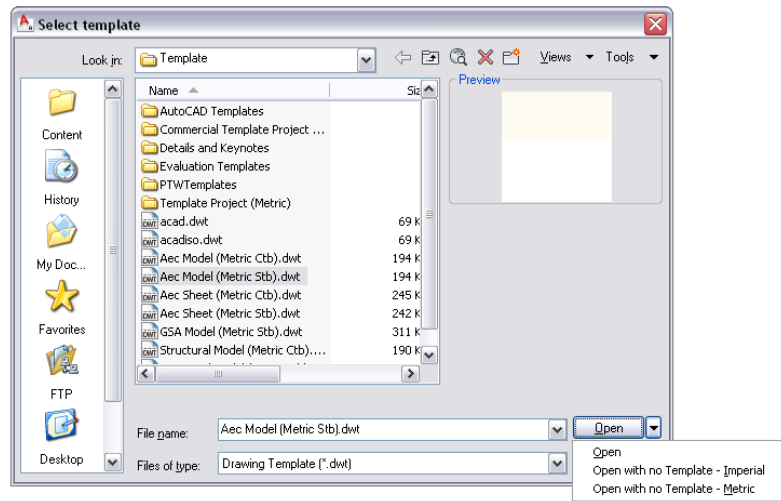 Select template
Look in:
Template
Views
Tools
Content
History
My Doc...
Favorites
FTP
Desktop
Name
Siz
AutoCAD Templates
Commercial Template Project ...
Details and Keynotes
Evaluation Templates
PTWTemplates
Template Project (Metric)
acad.dwt 69 K
acadiso.dwt 69 K
Aec Model (Metric Ctb).dwt 194 K
Aec Model (Metric Stb).dwt 194 K
Aec Sheet (Metric Ctb).dwt 245 K
Aec Sheet (Metric Stb).dwt 242 K
GSA Model (Metric Stb).dwt 311 K
Structural Model (Metric Ctb).... 190 K
Preview
File name: Aec Model (Metric Stb).dwt
Open
Files of type: Drawing Template (*.dwt)
Open
Open with no Template - Imperial
Open with no Template - Metric